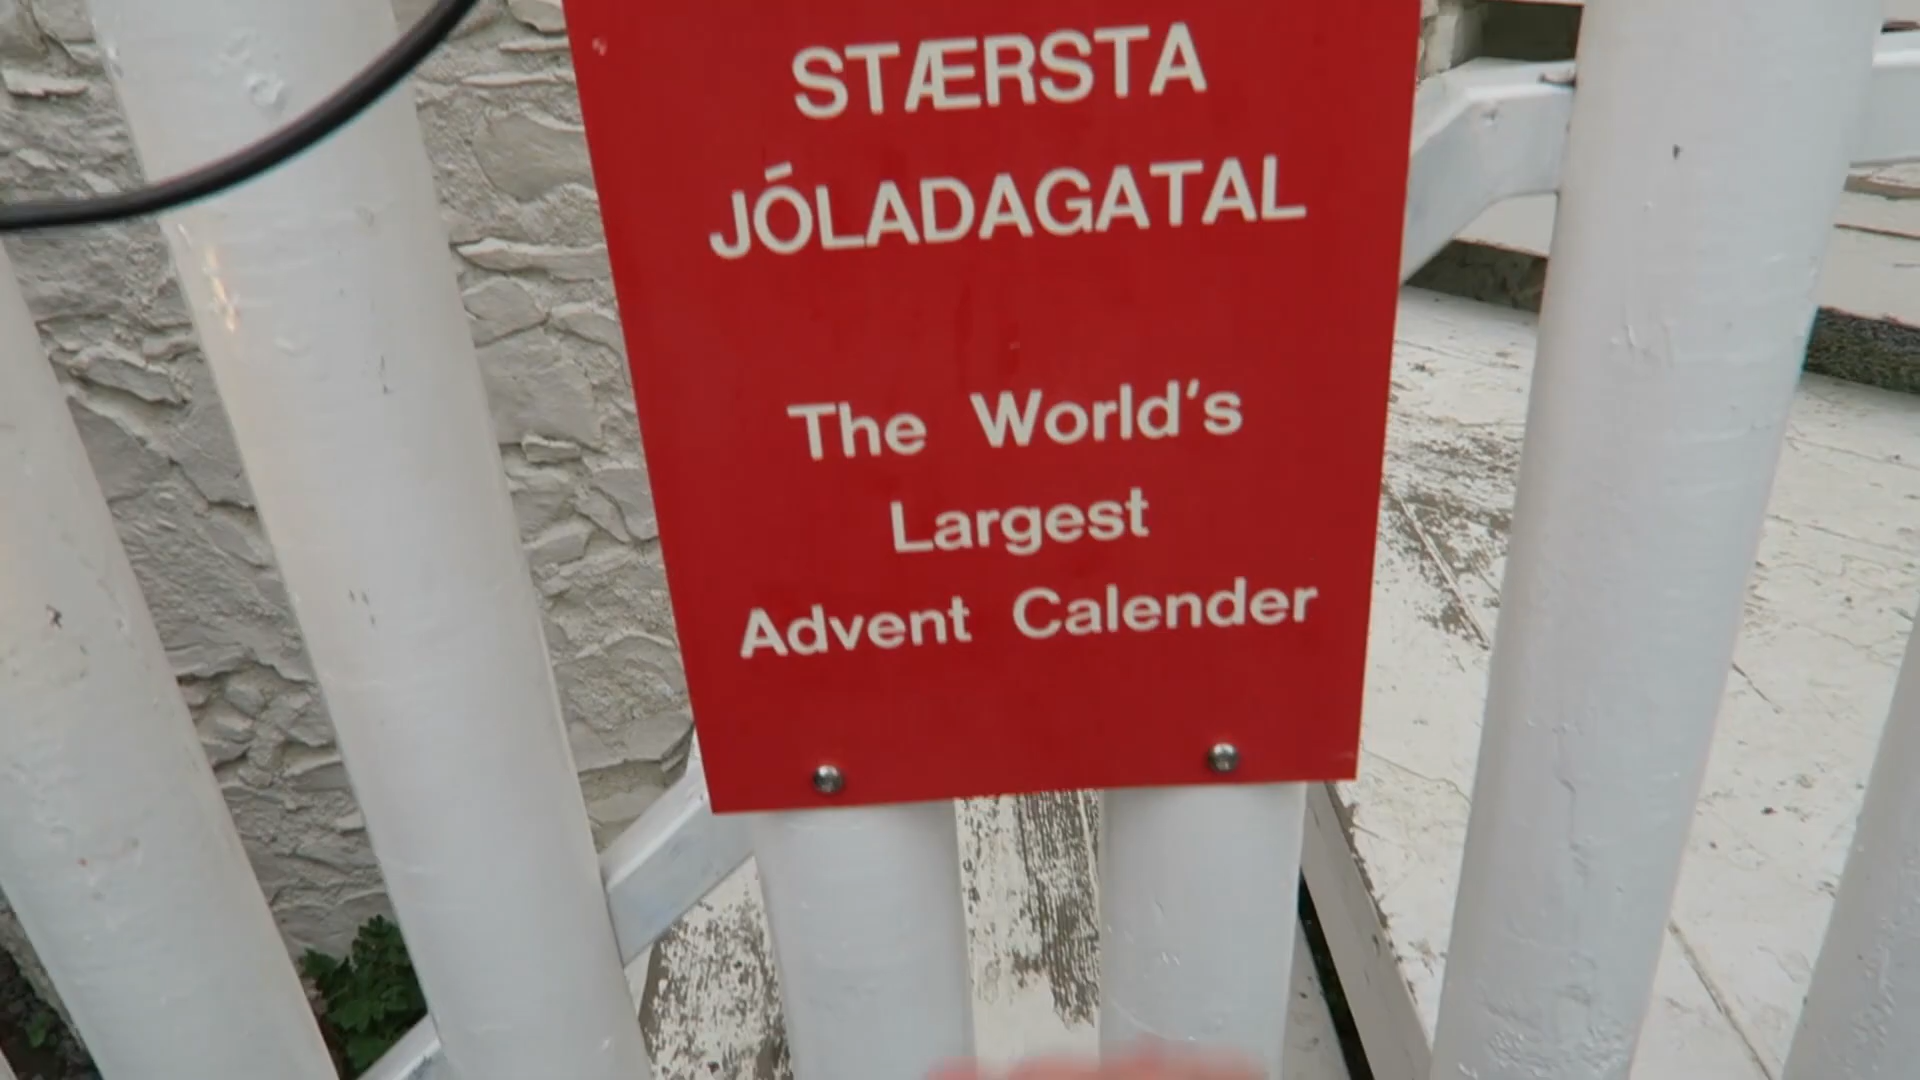 STÆRSTA
JÓLADAGATAL
The World's
Largest
Advent Calender